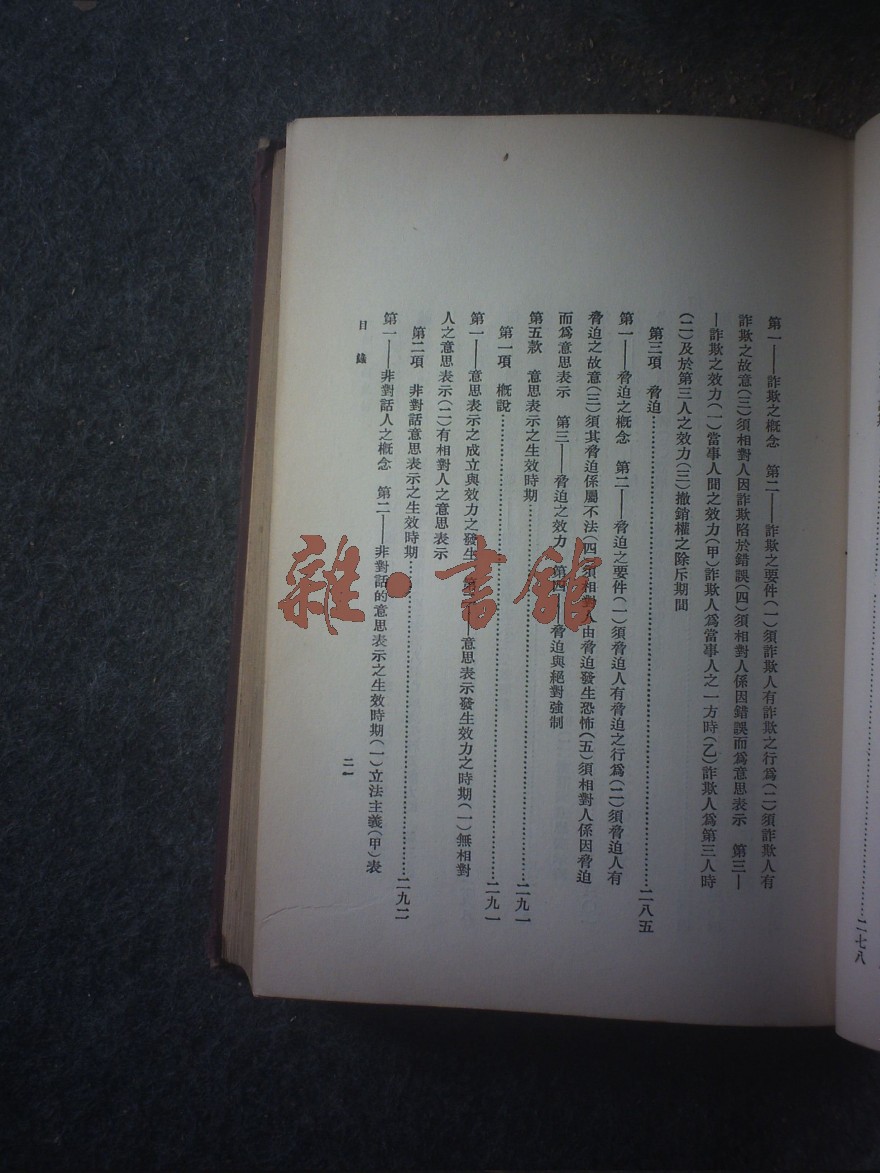 第一——詐欺之概念　第二——詐欺之要件(一)須詐欺人有詐欺之行爲(二)須詐欺人有
詐欺之故意(三)須相對人因詐欺陷於錯誤(四)須相對人係因錯誤而爲意思表示　第三—
—詐欺之效力(一)當事人間之效力(甲)詐欺人爲當事人之一方時(乙)詐欺人爲第三人時
(二)及於第三人之效力(三)撤銷權之除斥期間
第三項　脅迫……二八五
第一——脅迫之概念　第二——脅迫之要件(一)須脅迫人有脅迫之行爲(二)須脅迫人有
脅迫之故意(三)須其脅迫係屬不法(四)須相對人由脅迫發生恐怖(五)須相對人係因脅迫
而爲意思表示　第三——脅迫之效力　第四——脅迫與絕對強制
第五款　意思表示之生效時期……二九一
第一項　概說……二九一
第一——意思表示之成立與效力之發生　第二——意思表示發生效力之時期(一)無相對
人之意思表示(二)有相對人之意思表示
第二項　非對話意思表示之生效時期……二九二
第一——非對話人之概念　第二——非對話的意思表示之生效時期(一)立法主義(甲)表
目錄
二一
二七八
雜·書館